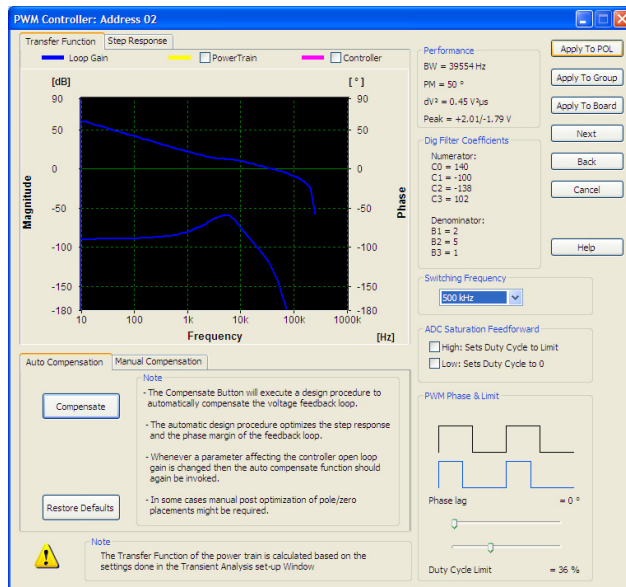 PWM Controller: Address 02
Transfer Function Step Response
Loop Gain PowerTrain Controller
[dB] [ ° ]
90 90
50 50
0 0
-50 -50
-100 -100
-150 -150
-180 -180
Magnitude
Phase
10 100 1k 10k 100k 1000k
Frequency [Hz]
Performance
BW = 39554 Hz
PM = 50 °
dV² = 0.45 V²µs
Peak = +2.01/-1.79 V
Dig Filter Coefficients
Numerator:
C0 = 140
C1 = -100
C2 = -138
C3 = 102
Denominator:
B1 = 2
B2 = 5
B3 = 1
Switching Frequency
500 kHz
ADC Saturation Feedforward
High: Sets Duty Cycle to Limit
Low: Sets Duty Cycle to 0
PWM Phase & Limit
Phase lag = 0 °
Duty Cycle Limit = 36 %
Apply To POL
Apply To Group
Apply To Board
Next
Back
Cancel
Help
Auto Compensation Manual Compensation
Compensate
Restore Defaults
Note
- The Compensate Button will execute a design procedure to
automatically compensate the voltage feedback loop.
- The automatic design procedure optimizes the step response
and the phase margin of the feedback loop.
- Whenever a parameter affecting the controller open loop
gain is changed then the auto compensate function should
again be invoked.
- In some cases manual post optimization of pole/zero
placements might be required.
Note
The Transfer Function of the power train is calculated based on the
settings done in the Transient Analysis set-up Window